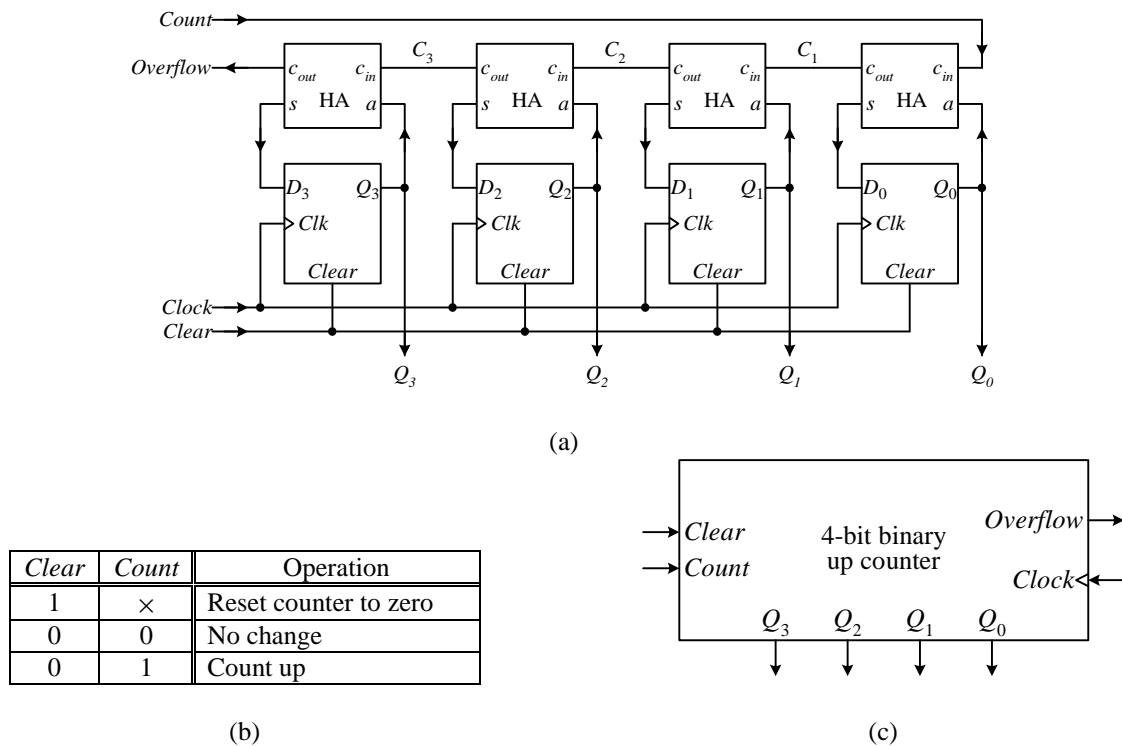 Count
C3 C2 C1
Overflow cout cin cout cin cout cin cout cin
s HA a s HA a s HA a s HA a
D3 Q3 D2 Q2 D1 Q1 D0 Q0
Clk Clk Clk Clk
Clear Clear Clear Clear
Clock
Clear
Q3 Q2 Q1 Q0
(a)
Clear Count Operation
1 × Reset counter to zero
0 0 No change
0 1 Count up
(b)
Clear 4-bit binary Overflow
Count up counter Clock
Q3 Q2 Q1 Q0
(c)